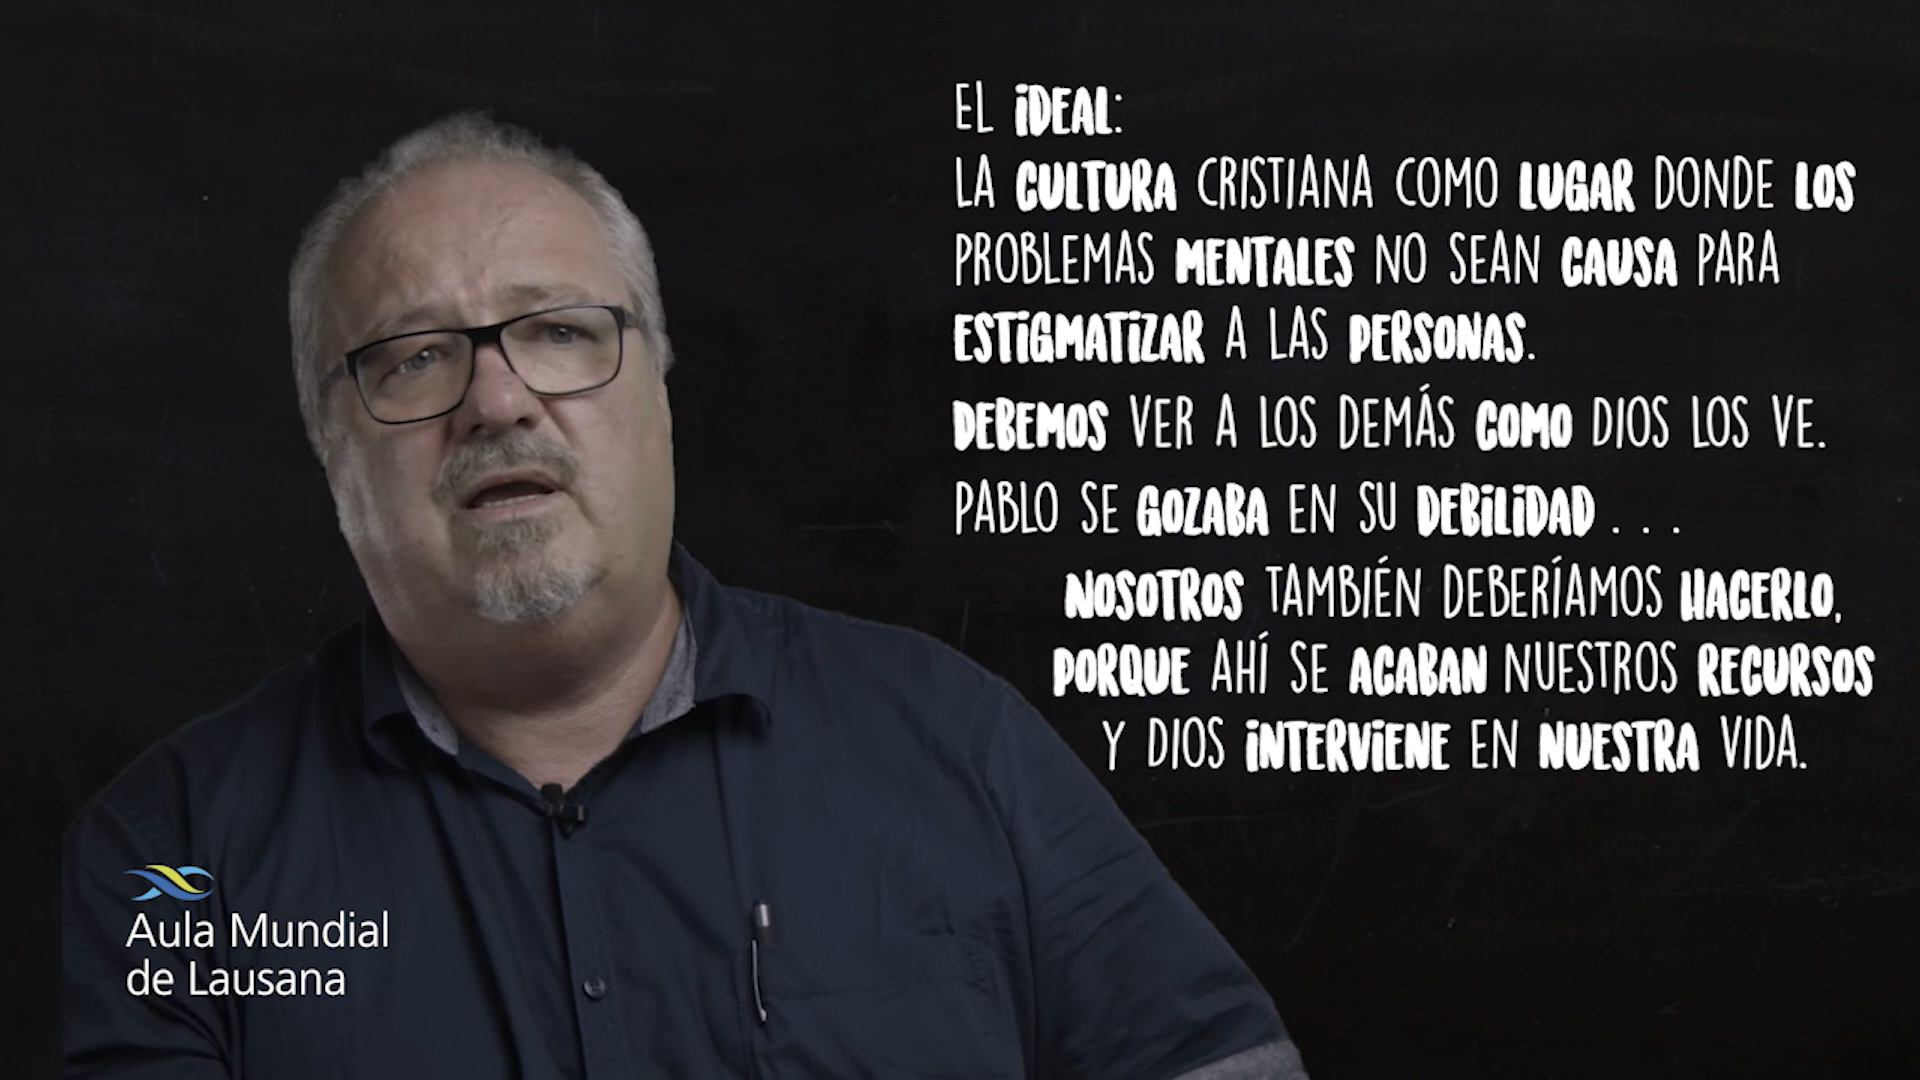 EL IDEAL:
LA CULTURA CRISTIANA COMO LUGAR DONDE LOS
PROBLEMAS MENTALES NO SEAN CAUSA PARA
ESTIGMATIZAR A LAS PERSONAS.
DEBEMOS VER A LOS DEMÁS COMO DIOS LOS VE.
PABLO SE GOZABA EN SU DEBILIDAD . . .
NOSOTROS TAMBIÉN DEBERÍAMOS HACERLO,
PORQUE AHÍ SE ACABAN NUESTROS RECURSOS
Y DIOS INTERVIENE EN NUESTRA VIDA.
Aula Mundial
de Lausana